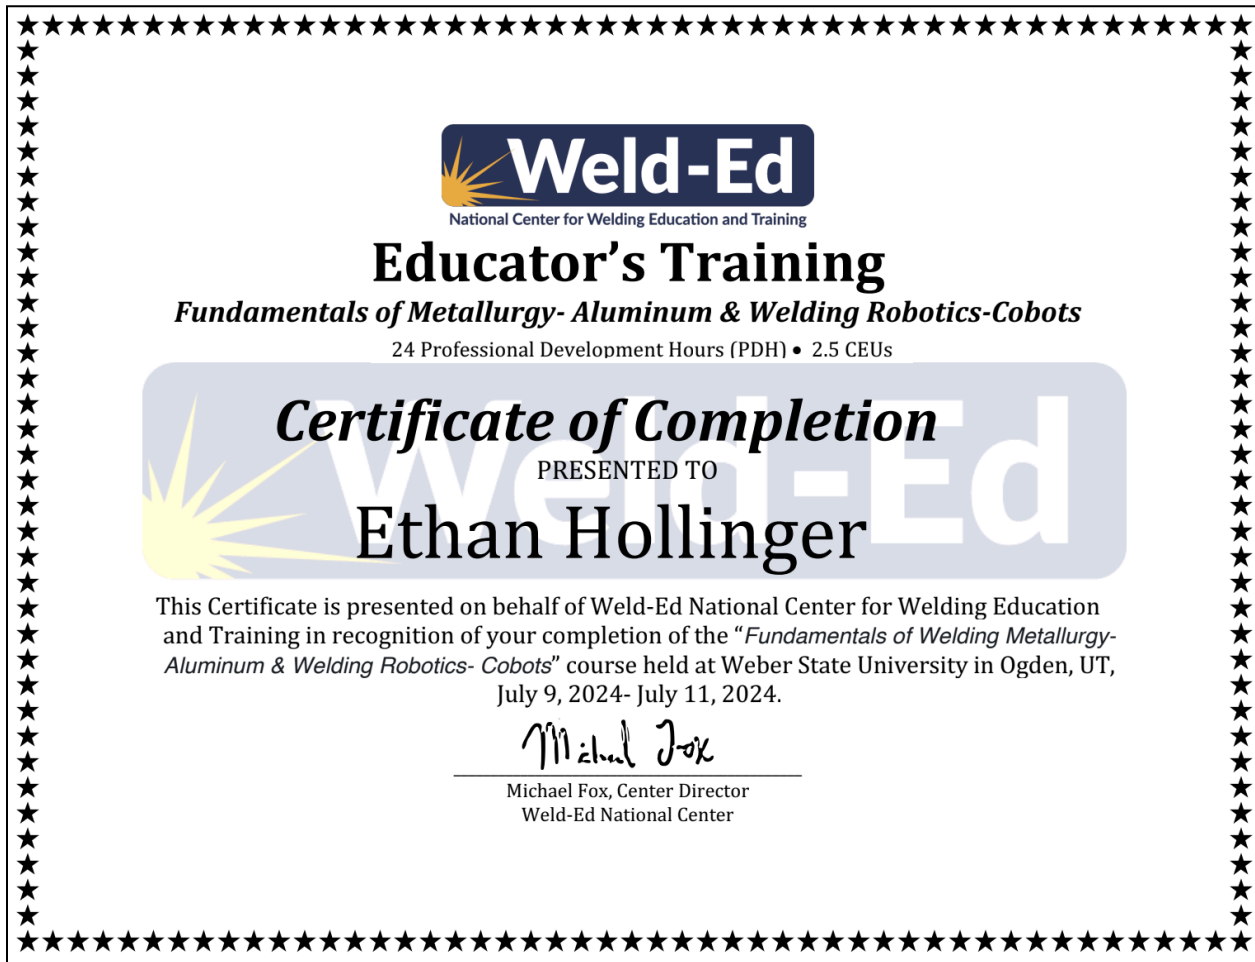 Weld-Ed
National Center for Welding Education and Training
Educator’s Training
Fundamentals of Metallurgy- Aluminum & Welding Robotics-Cobots
24 Professional Development Hours (PDH) • 2.5 CEUs
Weld-Ed
Certificate of Completion
PRESENTED TO
Ethan Hollinger
This Certificate is presented on behalf of Weld-Ed National Center for Welding Education
and Training in recognition of your completion of the “Fundamentals of Welding Metallurgy-
Aluminum & Welding Robotics- Cobots” course held at Weber State University in Ogden, UT,
July 9, 2024- July 11, 2024.
Michael Fox
Michael Fox, Center Director
Weld-Ed National Center